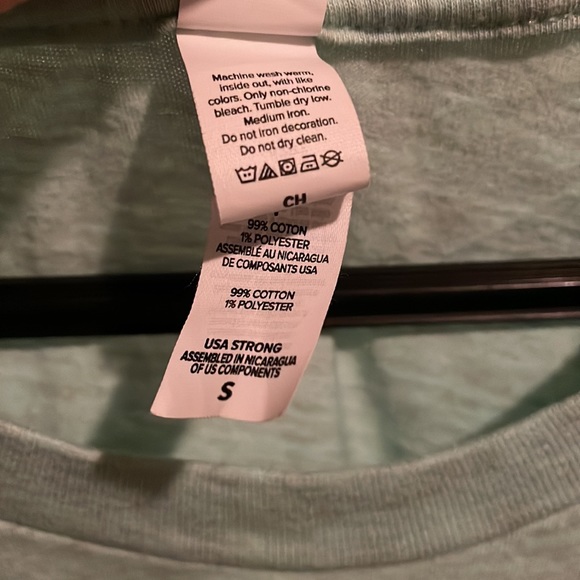 Machine wash warm,
inside out, with like
colors. Only non-chlorine
bleach. Tumble dry low.
Medium iron.
Do not iron decoration.
Do not dry clean.
CH
99% COTON
1% POLYESTER
ASSEMBLÉ AU NICARAGUA
DE COMPOSANTS USA
99% COTTON
1% POLYESTER
USA STRONG
ASSEMBLED IN NICARAGUA
OF US COMPONENTS
S